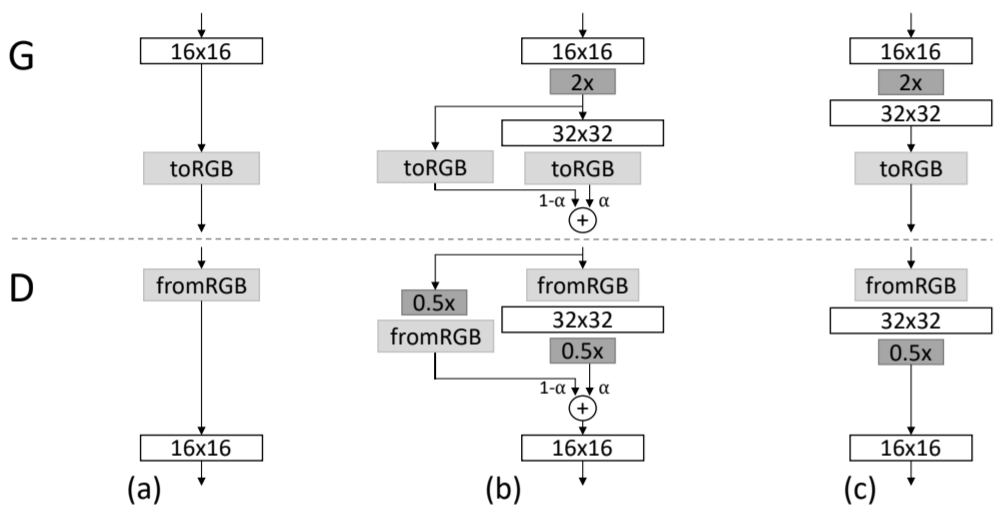 G
16x16
toRGB
16x16
2x
32x32
toRGB
toRGB
1-α
α
+
16x16
2x
32x32
toRGB
D
fromRGB
16x16
0.5x
fromRGB
fromRGB
32x32
0.5x
1-α
α
+
16x16
fromRGB
32x32
0.5x
16x16
(a)
(b)
(c)